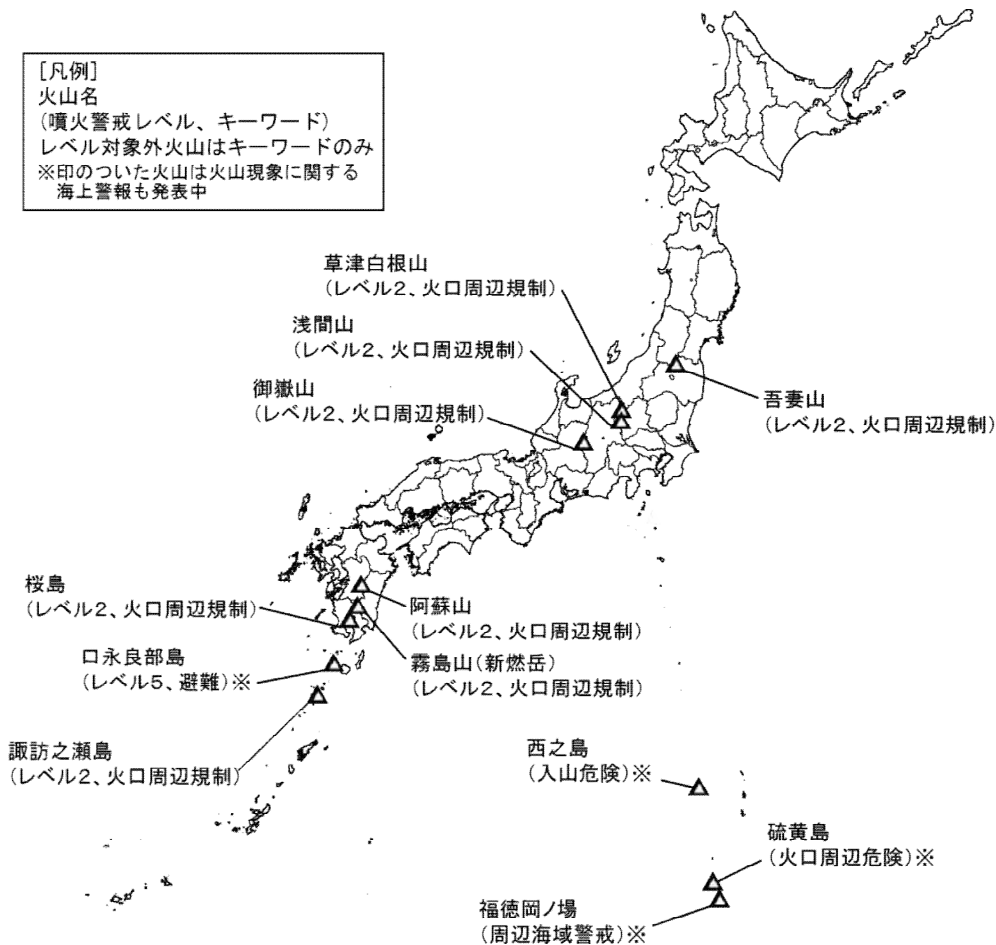 [凡例]
火山名
(噴火警戒レベル、キーワード)
レベル対象外火山はキーワードのみ
※印のついた火山は火山現象に関する
海上警報も発表中
草津白根山
(レベル2、火口周辺規制)
浅間山
(レベル2、火口周辺規制)
御嶽山
(レベル2、火口周辺規制)
吾妻山
(レベル2、火口周辺規制)
桜島
(レベル2、火口周辺規制)
阿蘇山
(レベル2、火口周辺規制)
口永良部島
(レベル5、避難)※
霧島山(新燃岳)
(レベル2、火口周辺規制)
諏訪之瀬島
(レベル2、火口周辺規制)
西之島
(入山危険)※
硫黄島
(火口周辺危険)※
福徳岡ノ場
(周辺海域警戒)※